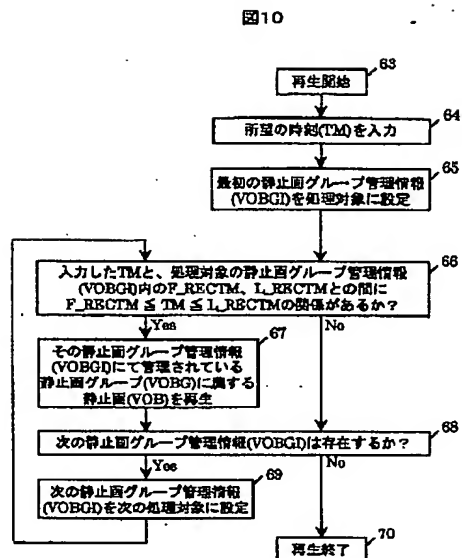 図10
63
再生開始
64
所望の時刻(TM)を入力
65
最初の静止画グループ管理情報
(VOBGI)を処理対象に設定
66
入力したTMと、処理対象の静止画グループ管理情報
(VOBGI)内のF_RECTM、L_RECTMとの間に
F_RECTM ≦ TM ≦ L_RECTMの関係があるか?
Yes
No
67
その静止画グループ管理情報
(VOBGI)にて管理されている
静止画グループ(VOBG)に属する
静止画(VOB)を再生
68
次の静止画グループ管理情報(VOBGI)は存在するか?
Yes
No
69
次の静止画グループ管理情報
(VOBGI)を次の処理対象に設定
70
再生終了